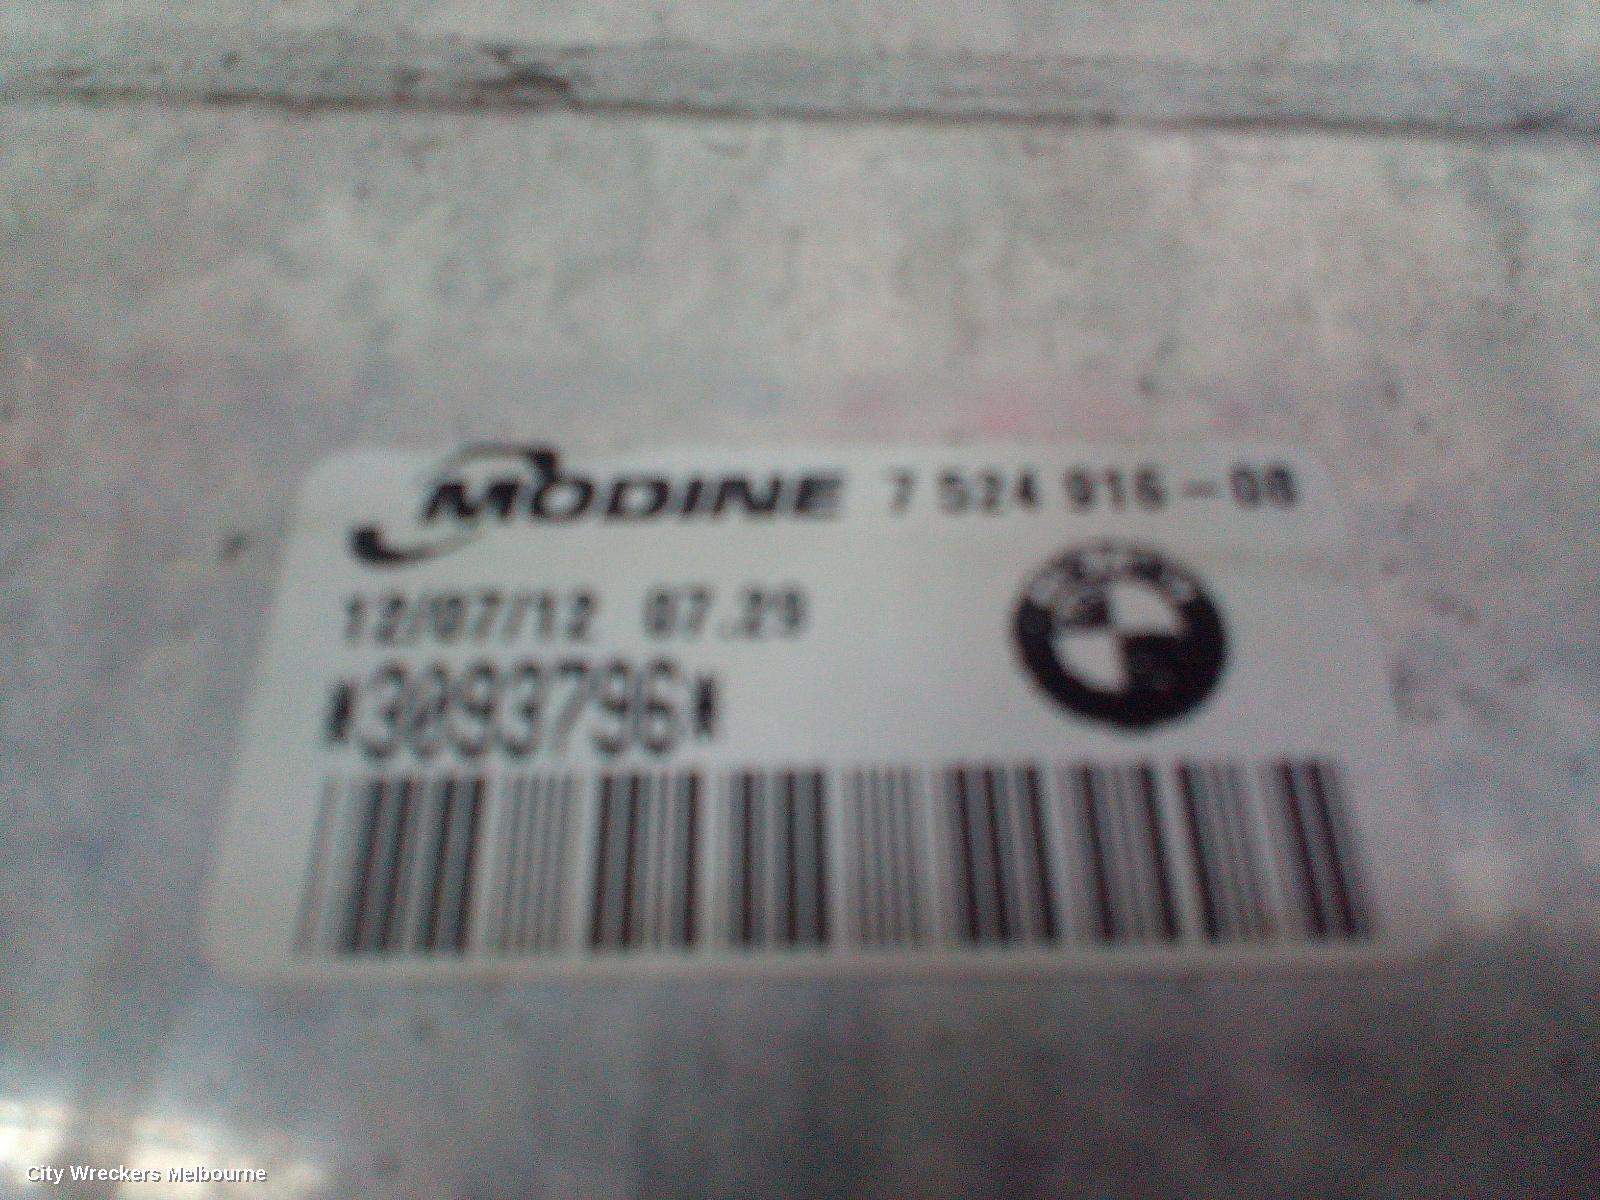 MODINE 7 524 916-08
12/07/12 07.29
*3093796*
City Wreckers Melbourne